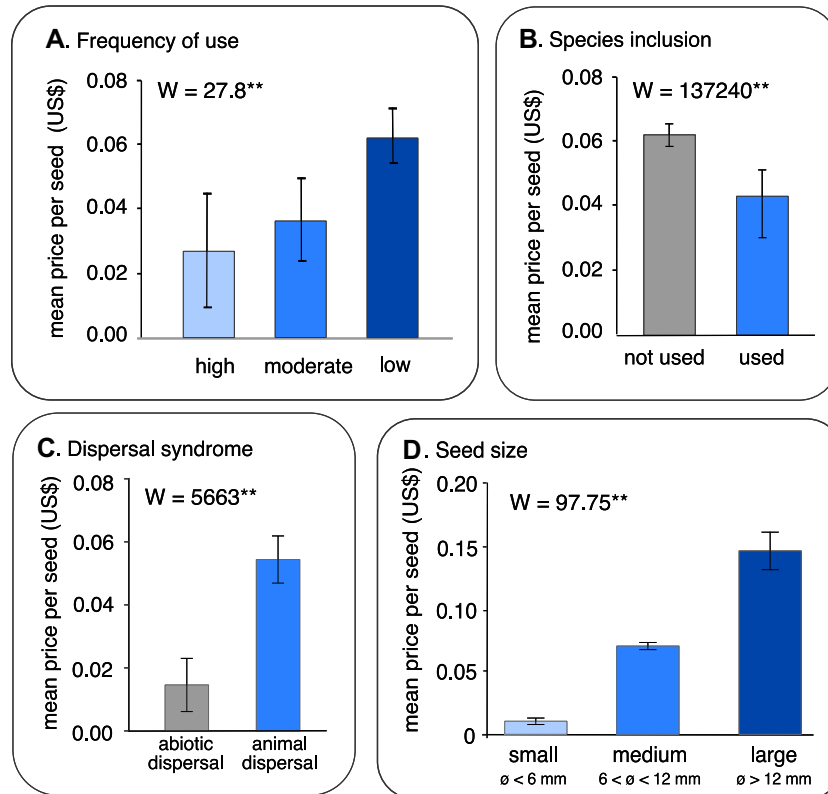 A. Frequency of use
W = 27.8**
mean price per seed (US$)
0.08
0.06
0.04
0.02
0.00
high moderate low
B. Species inclusion
W = 137240**
mean price per seed (US$)
0.08
0.06
0.04
0.02
0.00
not used used
C. Dispersal syndrome
W = 5663**
mean price per seed (US$)
0.08
0.06
0.04
0.02
0.00
abiotic animal
dispersal dispersal
D. Seed size
W = 97.75**
mean price per seed (US$)
0.20
0.15
0.10
0.05
0
small medium large
ø < 6 mm 6 < ø < 12 mm ø > 12 mm